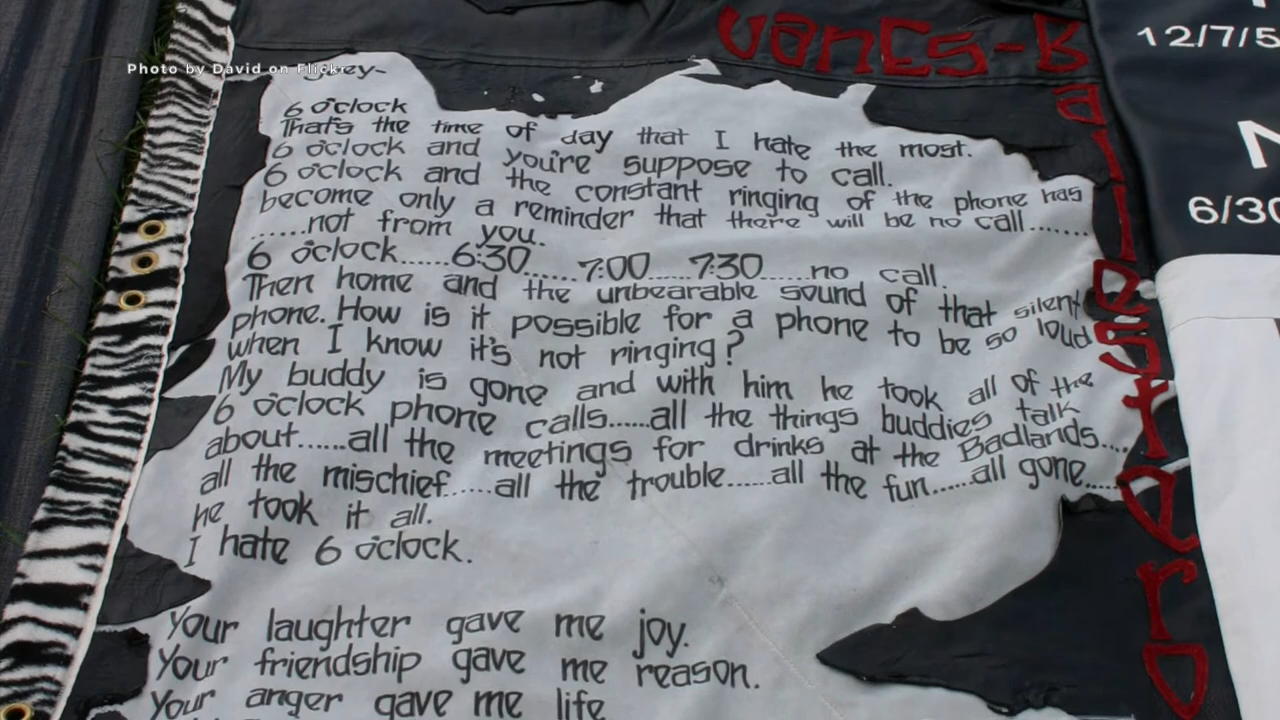 Photo by David on Flickr
6 o'clock
That's the time of day that I hate the most.
6 o'clock and you're suppose to call.
6 o'clock and the constant ringing of the phone has
become only a reminder that there will be no call........
......not from you.
6 o'clock......6:30......7:00......7:30......no call.
Then home and the unbearable sound of that silent
phone. How is it possible for a phone to be so loud
when I know it's not ringing?
My buddy is gone and with him he took all of the
6 o'clock phone calls......all the things buddies talk
about......all the meetings for drinks at the Badlands....
all the mischief......all the trouble......all the fun......all gone.....
he took it all.
I hate 6 o'clock.
Your laughter gave me joy.
Your friendship gave me reason.
Your anger gave me life
12/7/5
N
6/30